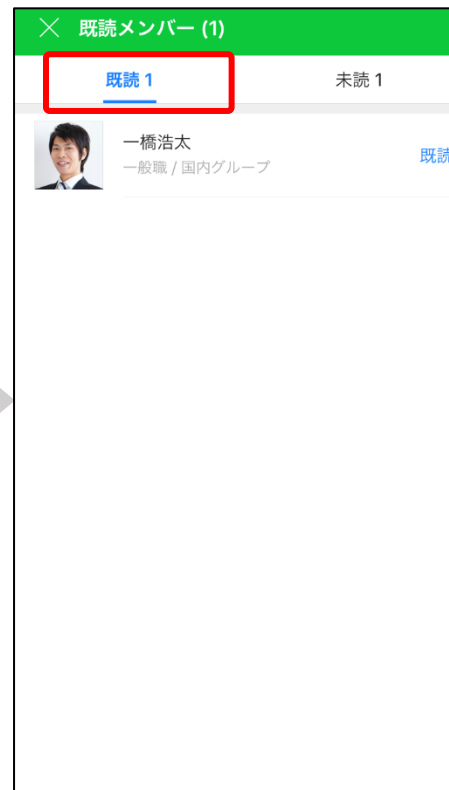 既読メンバー (1)
既読 1
未読 1
一橋浩太
一般職 / 国内グループ
既読